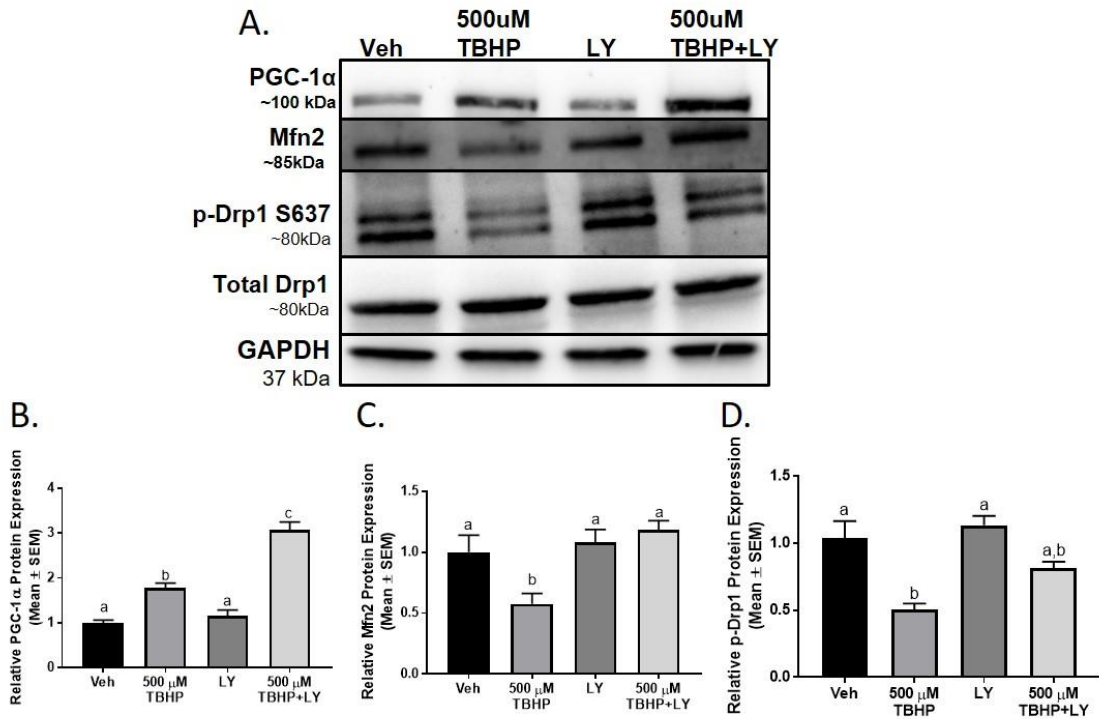 A.
Veh
500uM
TBHP
LY
500uM
TBHP+LY
PGC-1α
~100 kDa
Mfn2
~85kDa
p-Drp1 S637
~80kDa
Total Drp1
~80kDa
GAPDH
37 kDa
B.
Relative PGC-1α Protein Expression
(Mean ± SEM)
4
3
2
1
0
a
b
a
c
Veh
500 μM
TBHP
LY
500 μM
TBHP+LY
C.
Relative Mfn2 Protein Expression
(Mean ± SEM)
1.5
1.0
0.5
0.0
a
b
a
a
Veh
500 μM
TBHP
LY
500 μM
TBHP+LY
D.
Relative p-Drp1 Protein Expression
(Mean ± SEM)
1.5
1.0
0.5
0.0
a
b
a
a,b
Veh
500 μM
TBHP
LY
500 μM
TBHP+LY